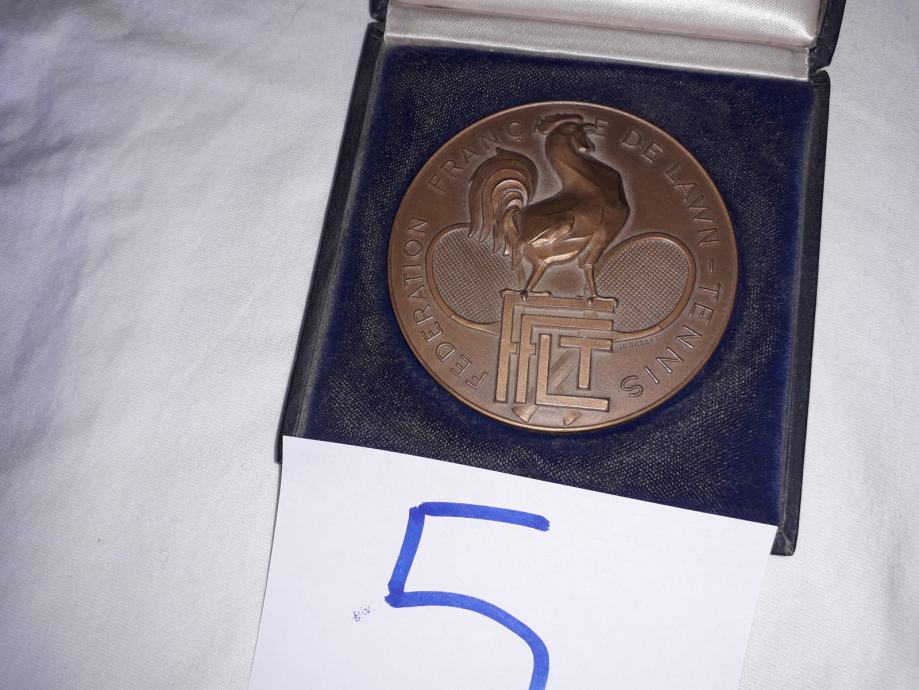 FEDERATION FRANÇAISE DE LAWN-TENNIS
FFLT
5